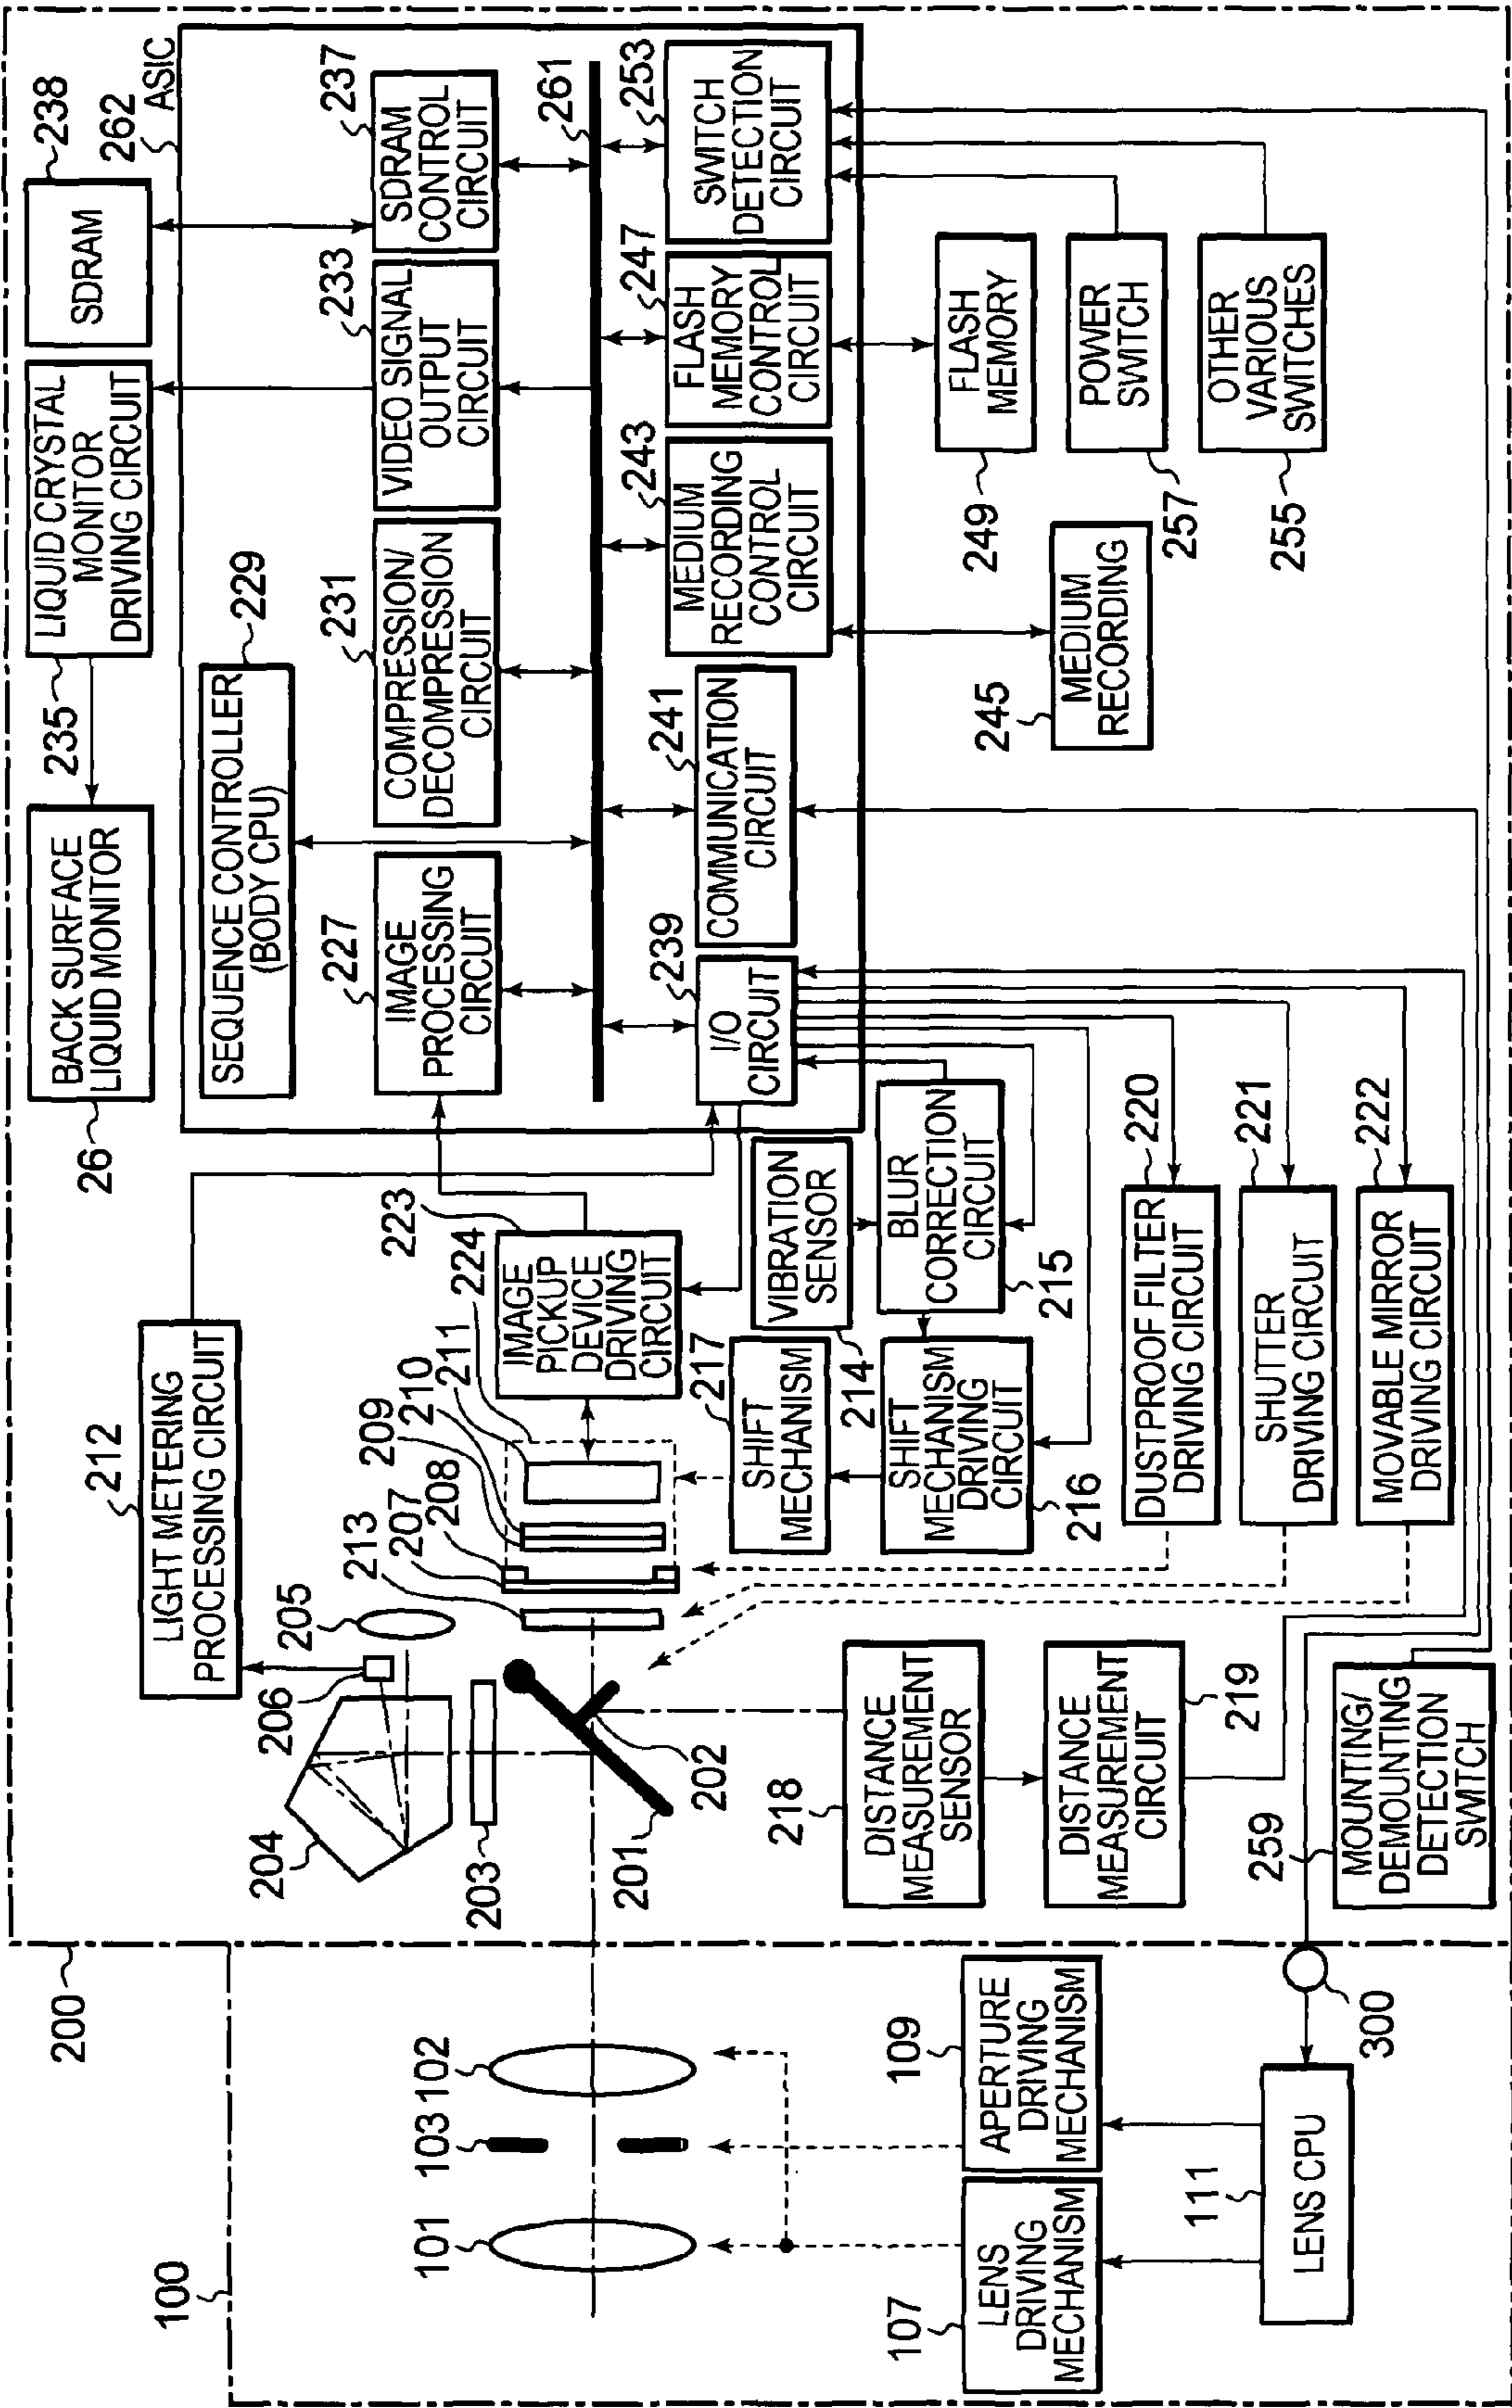 100
200
101
103
102
107
LENS
DRIVING
MECHANISM
109
APERTURE
DRIVING
MECHANISM
111
LENS CPU
300
212
LIGHT METERING
PROCESSING CIRCUIT
204
206
205
203
201
202
213
207
208
209
210
211
224
223
IMAGE
PICKUP
DEVICE
DRIVING
CIRCUIT
217
SHIFT
MECHANISM
214
VIBRATION
SENSOR
216
SHIFT
MECHANISM
DRIVING
CIRCUIT
215
BLUR
CORRECTION
CIRCUIT
218
DISTANCE
MEASUREMENT
SENSOR
219
DISTANCE
MEASUREMENT
CIRCUIT
220
DUSTPROOF FILTER
DRIVING CIRCUIT
221
SHUTTER
DRIVING CIRCUIT
222
MOVABLE MIRROR
DRIVING CIRCUIT
259
MOUNTING/
DEMOUNTING
DETECTION
SWITCH
26
BACK SURFACE
LIQUID MONITOR
235
LIQUID CRYSTAL
MONITOR
DRIVING CIRCUIT
238
SDRAM
262
ASIC
229
SEQUENCE CONTROLLER
(BODY CPU)
227
IMAGE
PROCESSING
CIRCUIT
231
COMPRESSION/
DECOMPRESSION
CIRCUIT
233
VIDEO SIGNAL
OUTPUT
CIRCUIT
237
SDRAM
CONTROL
CIRCUIT
261
239
I/O
CIRCUIT
241
COMMUNICATION
CIRCUIT
243
MEDIUM
RECORDING
CONTROL
CIRCUIT
247
FLASH
MEMORY
CONTROL
CIRCUIT
253
SWITCH
DETECTION
CIRCUIT
245
MEDIUM
RECORDING
249
FLASH
MEMORY
257
POWER
SWITCH
255
OTHER
VARIOUS
SWITCHES